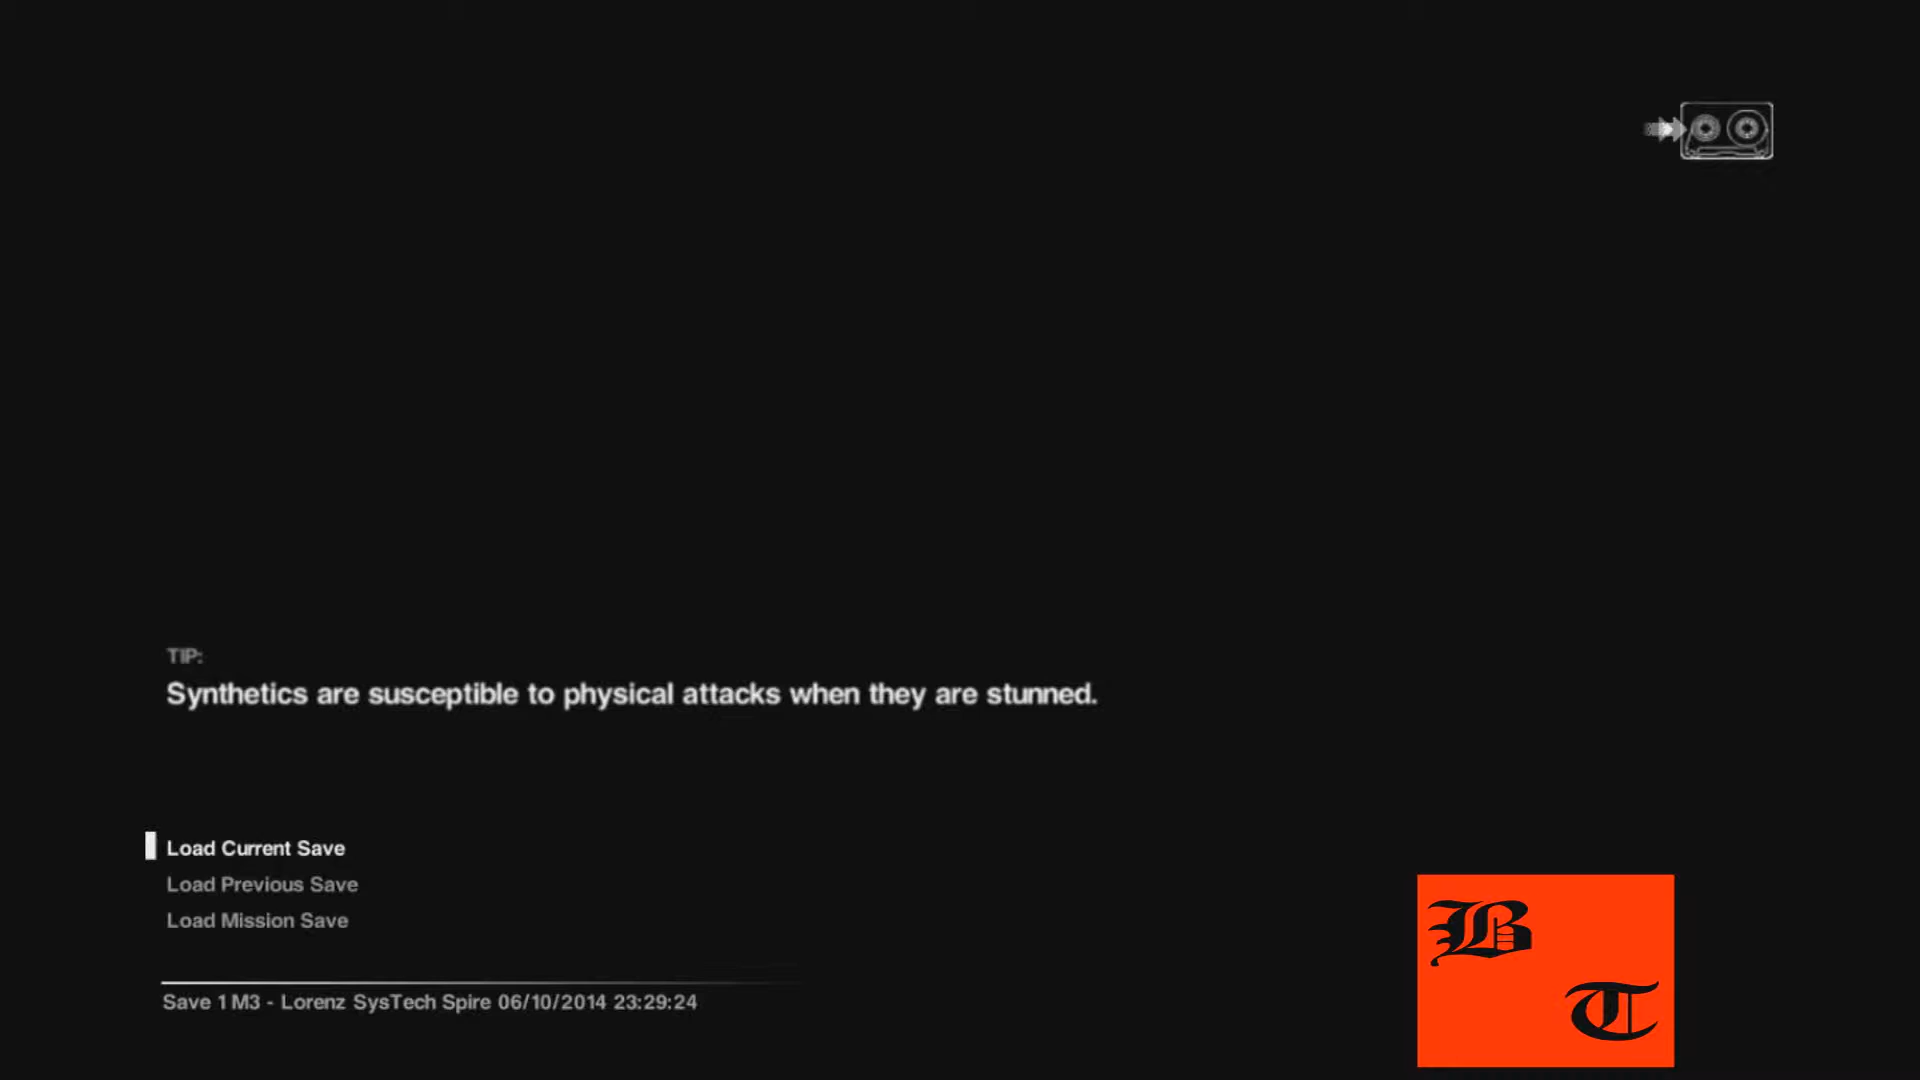 TIP:
Synthetics are susceptible to physical attacks when they are stunned.
Load Current Save
Load Previous Save
Load Mission Save
Save 1 M3 - Lorenz SysTech Spire 06/10/2014 23:29:24
B
T